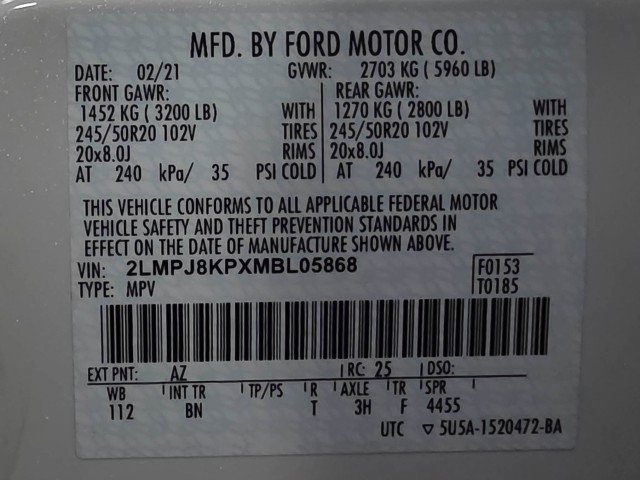 MFD. BY FORD MOTOR CO.
DATE: 02/21 GVWR: 2703 KG ( 5960 LB)
FRONT GAWR: REAR GAWR:
1452 KG ( 3200 LB) WITH 1270 KG ( 2800 LB) WITH
245/50R20 102V TIRES 245/50R20 102V TIRES
20x8.0J RIMS 20x8.0J RIMS
AT 240 kPa/ 35 PSI COLD AT 240 kPa/ 35 PSI COLD
THIS VEHICLE CONFORMS TO ALL APPLICABLE FEDERAL MOTOR
VEHICLE SAFETY AND THEFT PREVENTION STANDARDS IN
EFFECT ON THE DATE OF MANUFACTURE SHOWN ABOVE.
VIN: 2LMPJ8KPXMBL05868 F0153
TYPE: MPV T0185
EXT PNT: AZ RC: 25 DSO:
WB INT TR TP/PS R AXLE TR SPR
112 BN T 3H F 4455
UTC ▽ 5U5A-1520472-BA